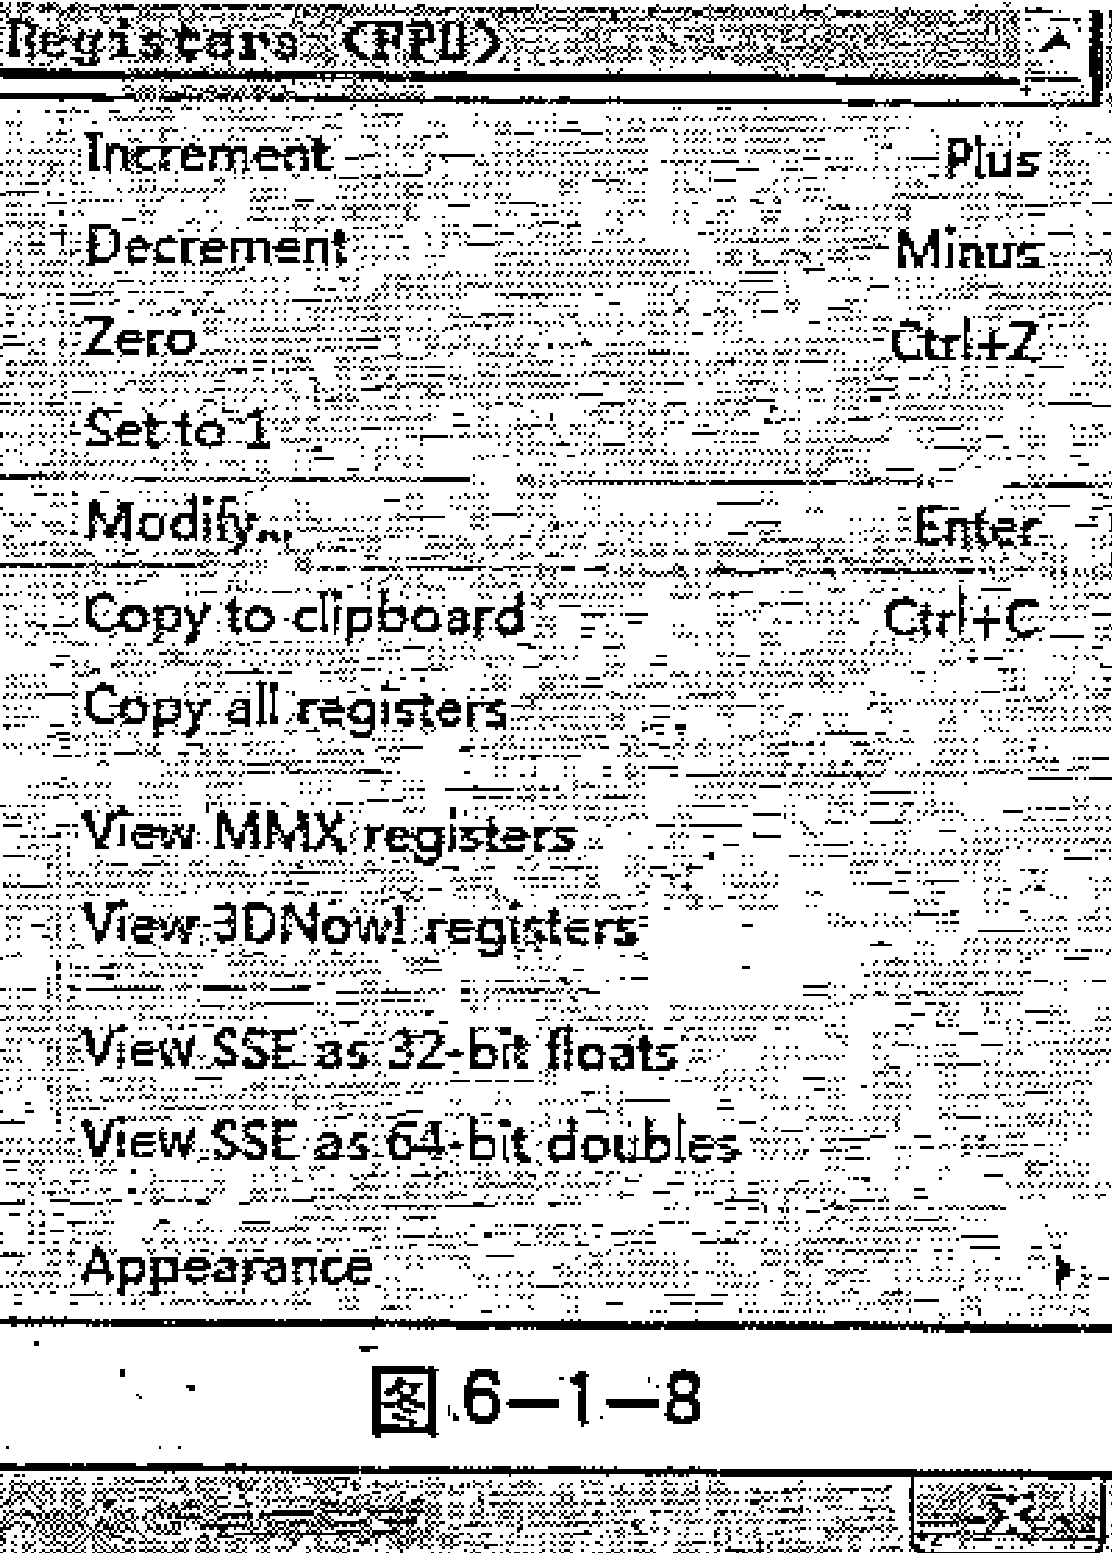 Registers (FPU)
Increment Plus
Decrement Minus
Zero Ctrl+Z
Set to 1
Modify... Enter
Copy to clipboard Ctrl+C
Copy all registers
View MMX registers
View 3DNow! registers
View SSE as 32-bit floats
View SSE as 64-bit doubles
Appearance
图 6-1-8